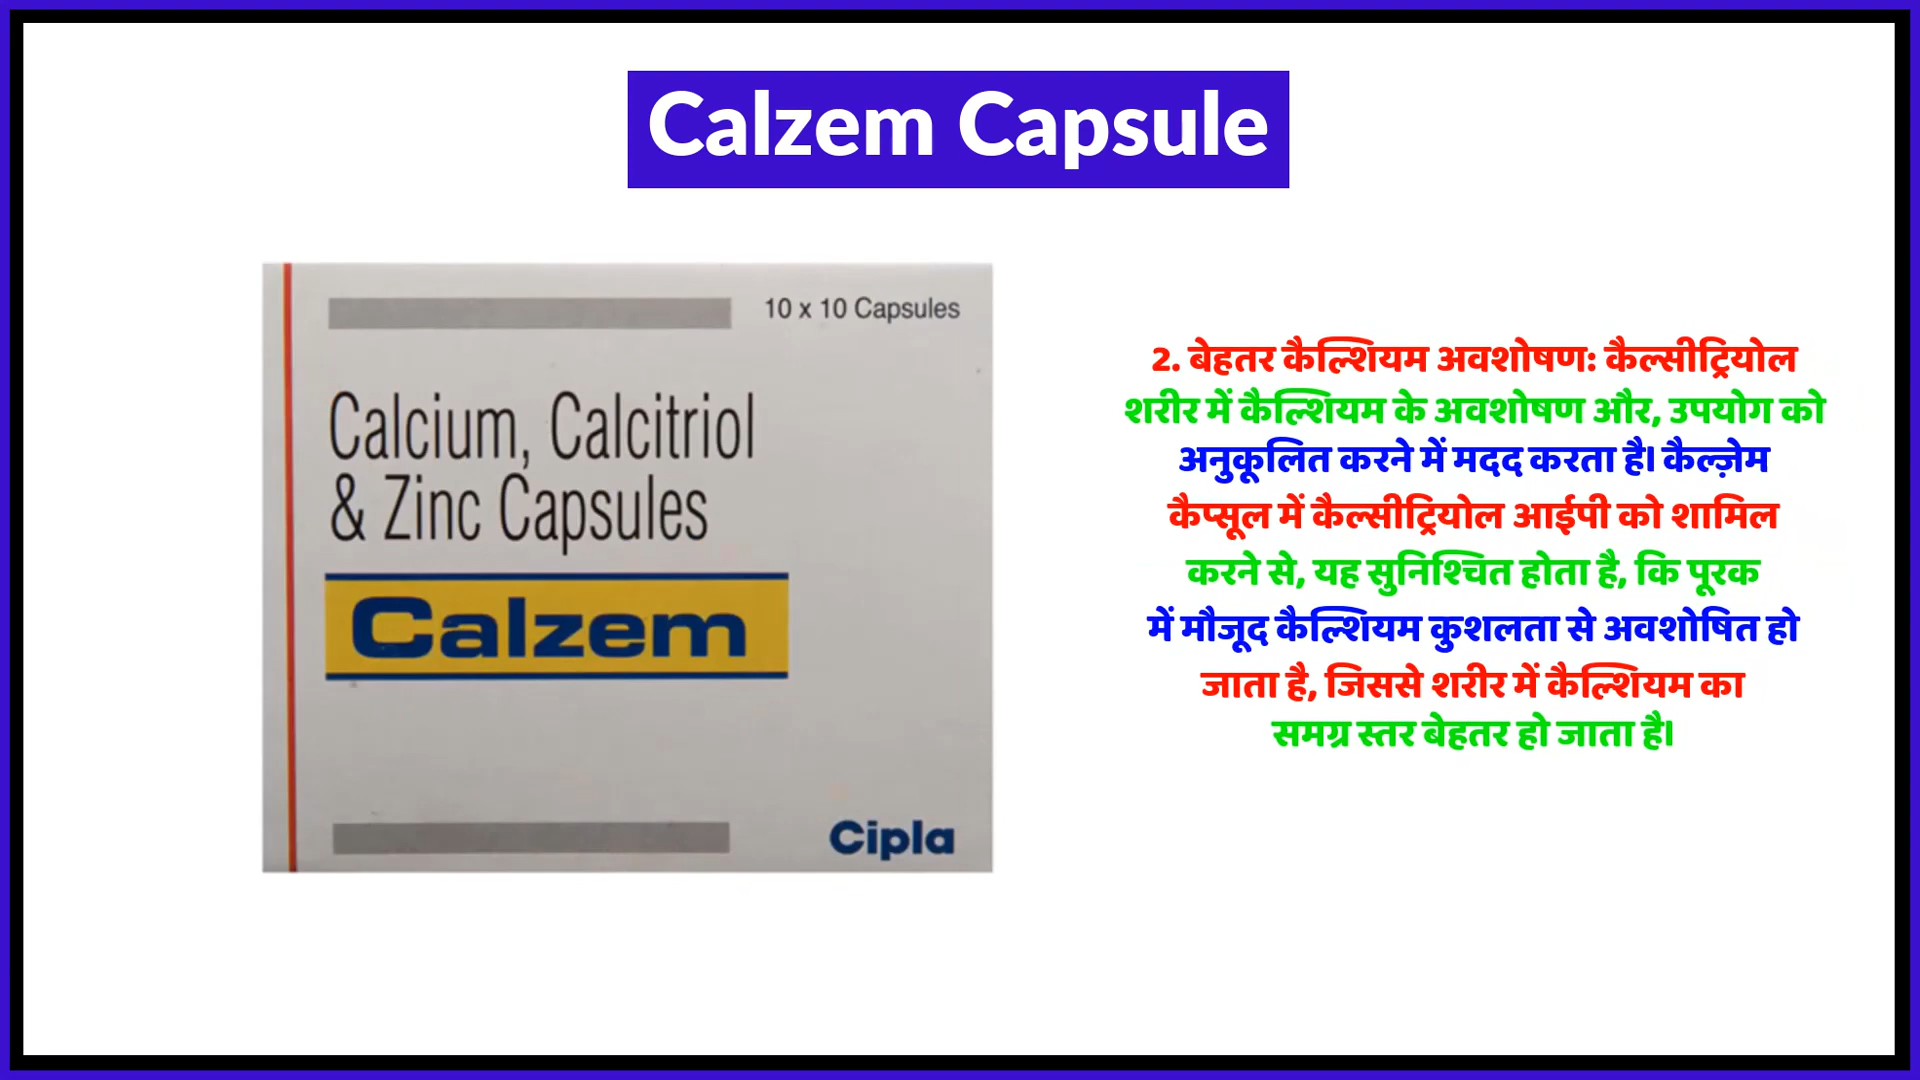 Calzem Capsule
10 x 10 Capsules
Calcium, Calcitriol
& Zinc Capsules
Calzem
Cipla
2. बेहतर कैल्शियम अवशोषण: कैल्सीट्रियोल
शरीर में कैल्शियम के अवशोषण और, उपयोग को
अनुकूलित करने में मदद करता है। कैल्ज़ेम
कैप्सूल में कैल्सीट्रियोल आईपी को शामिल
करने से, यह सुनिश्चित होता है, कि पूरक
में मौजूद कैल्शियम कुशलता से अवशोषित हो
जाता है, जिससे शरीर में कैल्शियम का
समग्र स्तर बेहतर हो जाता है।